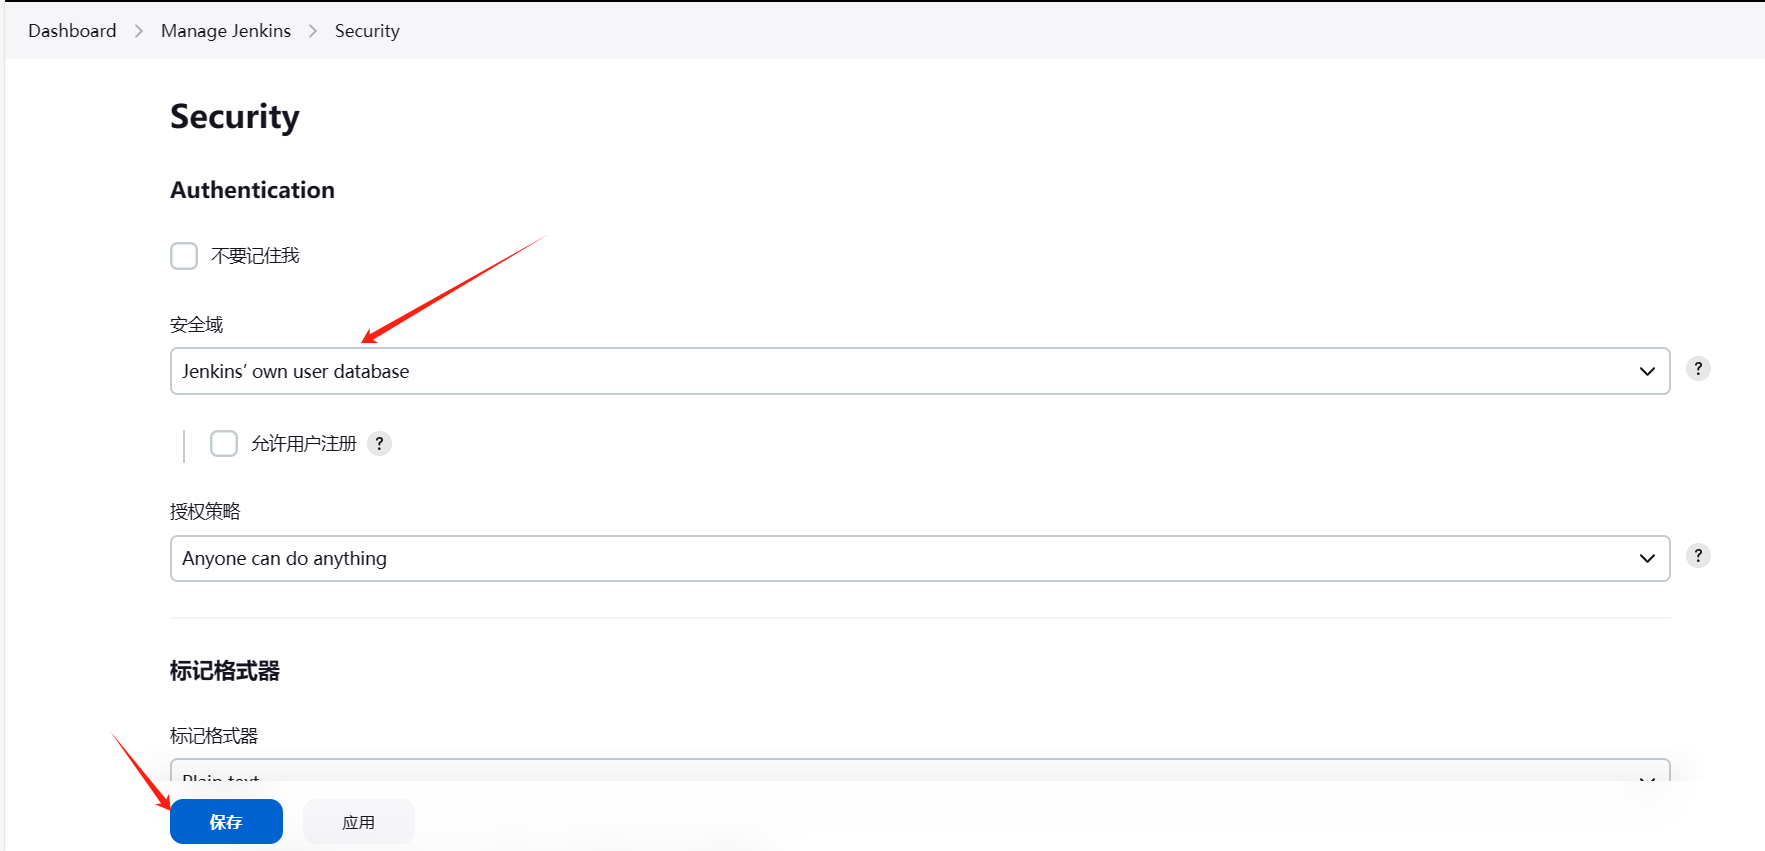 Dashboard > Manage Jenkins > Security
Security
Authentication
不要记住我
安全域
Jenkins’ own user database
?
允许用户注册 ?
授权策略
Anyone can do anything
?
标记格式器
标记格式器
Plain text
保存 应用